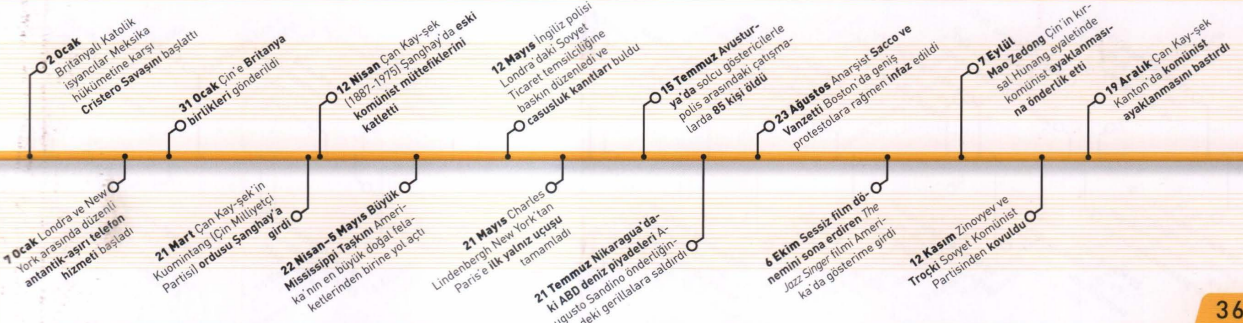 2 Ocak
Britanyalı Katolik
isyancılar Meksika
hükümetine karşı
Cristero Savaşını başlattı
31 Ocak Çin'e Britanya
birlikleri gönderildi
12 Nisan Çan Kay-şek
[1887-1975] Şanghay'da eski
komünist müttefiklerini
katletti
12 Mayıs İngiliz polisi
Londra'daki Sovyet
Ticaret temsilciliğine
baskın düzenledi ve
casusluk kanıtları buldu
15 Temmuz Avustur-
ya'da solcu göstericilerle
polis arasındaki çatışma-
larda 85 kişi öldü
23 Ağustos Anarşist Sacco ve
Vanzetti Boston'da geniş
protestolara rağmen infaz edildi
7 Eylül
Mao Zedong Çin'in kır-
sal Hunang eyaletinde
komünist ayaklanması-
na önderlik etti
19 Aralık Çan Kay-şek
Kanton'da komünist
ayaklanmasını bastırdı
7 Ocak Londra ve New
York arasında düzenli
antantik-aşırı telefon
hizmeti başladı
21 Mart Çan Kay-şek'in
Kuomintang [Çin Milliyetçi
Partisi] ordusu Şanghay'a
girdi
22 Nisan-5 Mayıs Büyük
Mississippi Taşkını Ameri-
ka'nın en büyük doğal fela-
ketlerinden birine yol açtı
21 Mayıs Charles
Lindenbergh New York'tan
Paris'e ilk yalnız uçuşu
tamamladı
21 Temmuz Nikaragua'da-
ki ABD deniz piyadeleri A-
ugusto Sandino önderliğin-
deki gerillalara saldırdı
6 Ekim Sessiz film dö-
nemini sona erdiren The
Jazz Singer filmi Ameri-
ka'da gösterime girdi
12 Kasım Zinovyev ve
Troçki Sovyet Komünist
Partisinden kovuldu
36